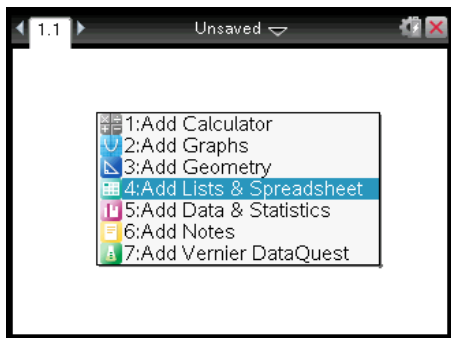 1.1 Unsaved
1:Add Calculator
2:Add Graphs
3:Add Geometry
4:Add Lists & Spreadsheet
5:Add Data & Statistics
6:Add Notes
7:Add Vernier DataQuest